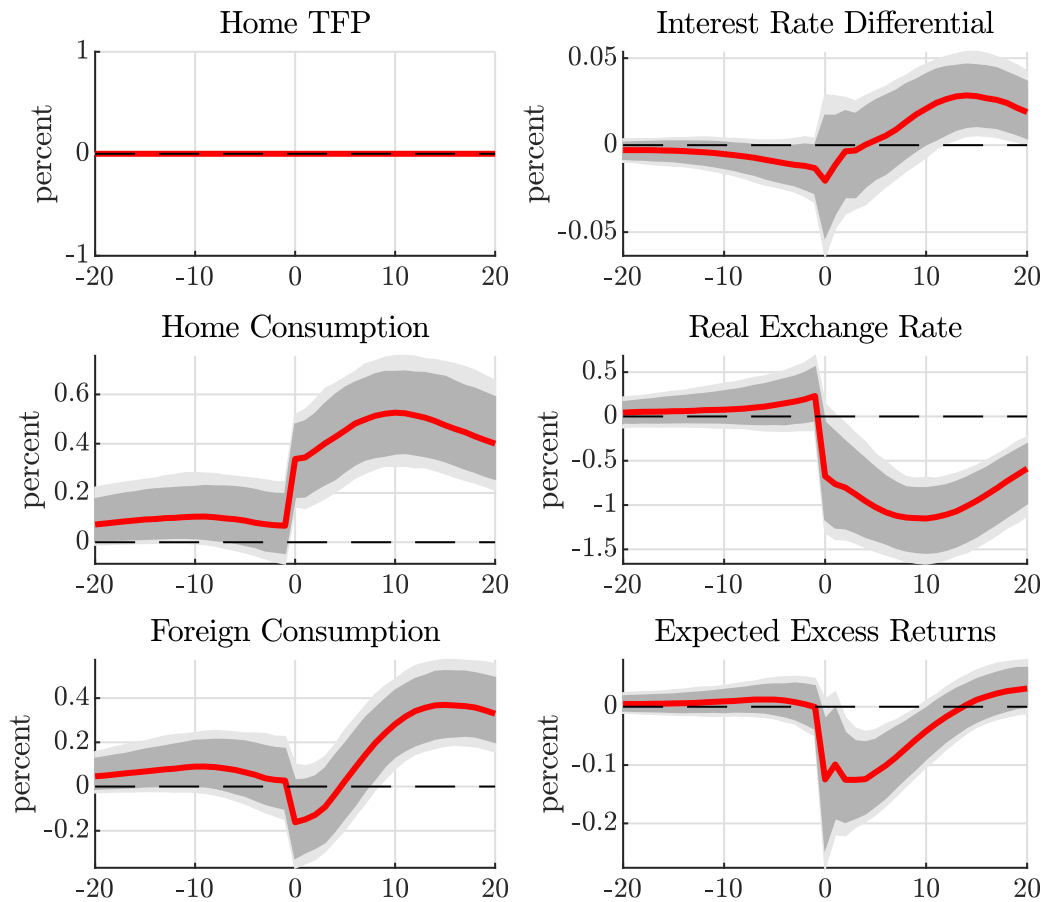 Home TFP
percent
1
0
-1
-20 -10 0 10 20
Interest Rate Differential
percent
0.05
0
-0.05
-20 -10 0 10 20
Home Consumption
percent
0.6
0.4
0.2
0
-20 -10 0 10 20
Real Exchange Rate
percent
0.5
0
-0.5
-1
-1.5
-20 -10 0 10 20
Foreign Consumption
percent
0.4
0.2
0
-0.2
-20 -10 0 10 20
Expected Excess Returns
percent
0
-0.1
-0.2
-20 -10 0 10 20